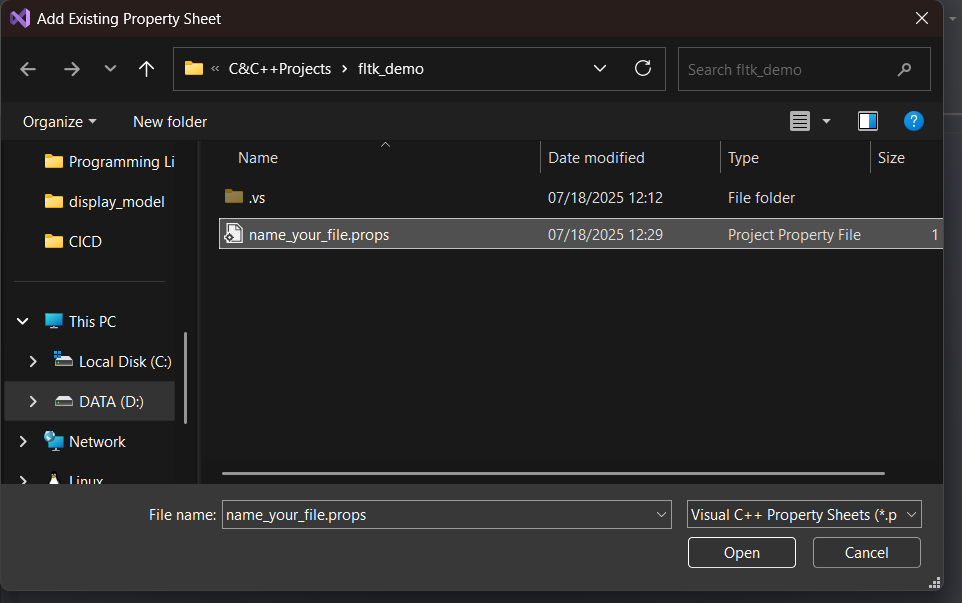 Add Existing Property Sheet
« C&C++Projects › fltk_demo
Search fltk_demo
Organize New folder
?
Name Date modified Type Size
Programming Li
display_model
CICD
This PC
Local Disk (C:)
DATA (D:)
Network
Linux
.vs 07/18/2025 12:12 File folder
name_your_file.props 07/18/2025 12:29 Project Property File 1
File name: name_your_file.props Visual C++ Property Sheets (*.p
Open Cancel